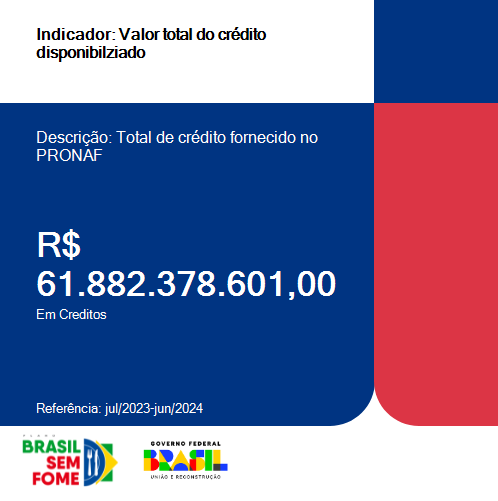 Indicador: Valor total do crédito
disponibilziado
Descrição: Total de crédito fornecido no
PRONAF
R$
61.882.378.601,00
Em Creditos
Referência: jul/2023-jun/2024
PLANO
BRASIL
SEM
FOME
GOVERNO FEDERAL
BRASIL
UNIÃO E RECONSTRUÇÃO